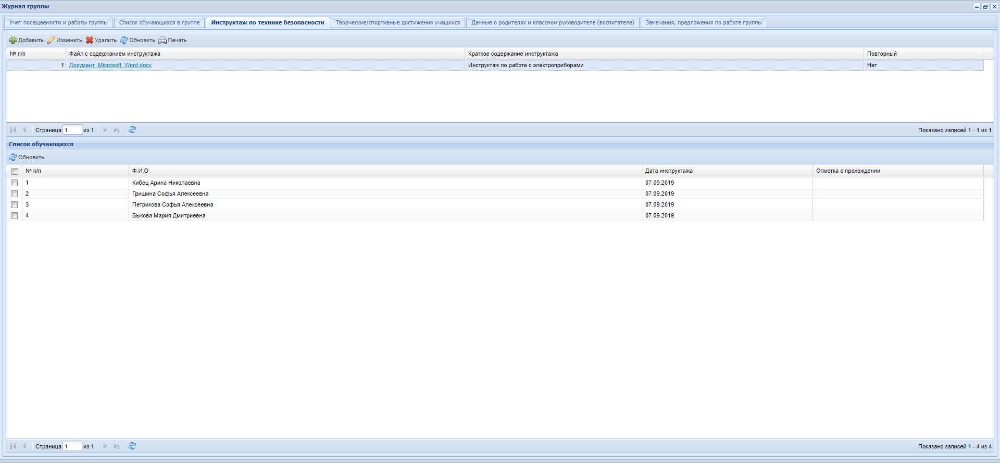 Журнал группы
Учет посещаемости и работы группы Список обучающихся в группе Инструктаж по технике безопасности Творческие/спортивные достижения учащихся Данные о родителях и классном руководителе (воспитателе) Замечания, предложения по работе группы
Добавить Изменить Удалить Обновить Печать
№ п/п Файл с содержанием инструктажа Краткое содержание инструктажа Повторный
1 Документ_Microsoft_Word.docx Инструктаж по работе с электроприборами Нет
Страница 1 из 1 Показано записей 1 - 1 из 1
Список обучающихся
Обновить
№ п/п Ф.И.О Дата инструктажа Отметка о прохождении
1 Кибец Арина Николаевна 07.09.2019
2 Гришина Софья Алексеевна 07.09.2019
3 Петрикова Софья Алексеевна 07.09.2019
4 Быкова Мария Дмитриевна 07.09.2019
Страница 1 из 1 Показано записей 1 - 4 из 4